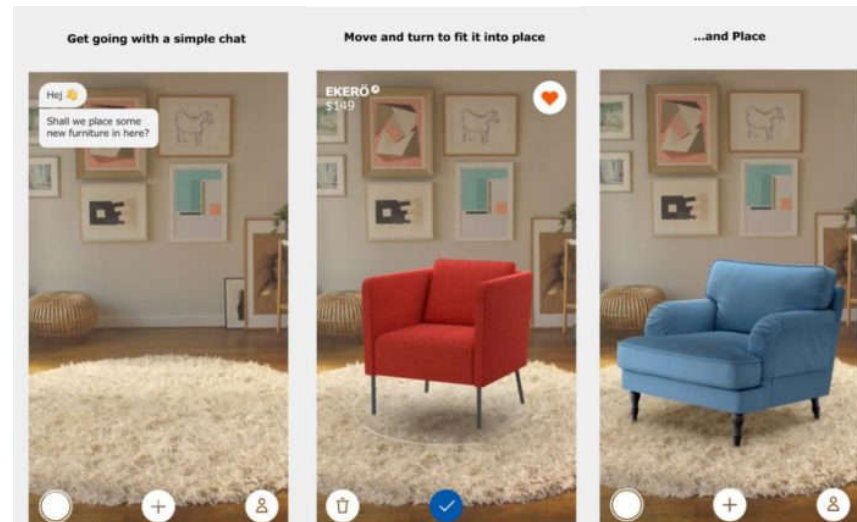 Get going with a simple chat
Move and turn to fit it into place
...and Place
Hej 👋
Shall we place some
new furniture in here?
EKERÖ
$149